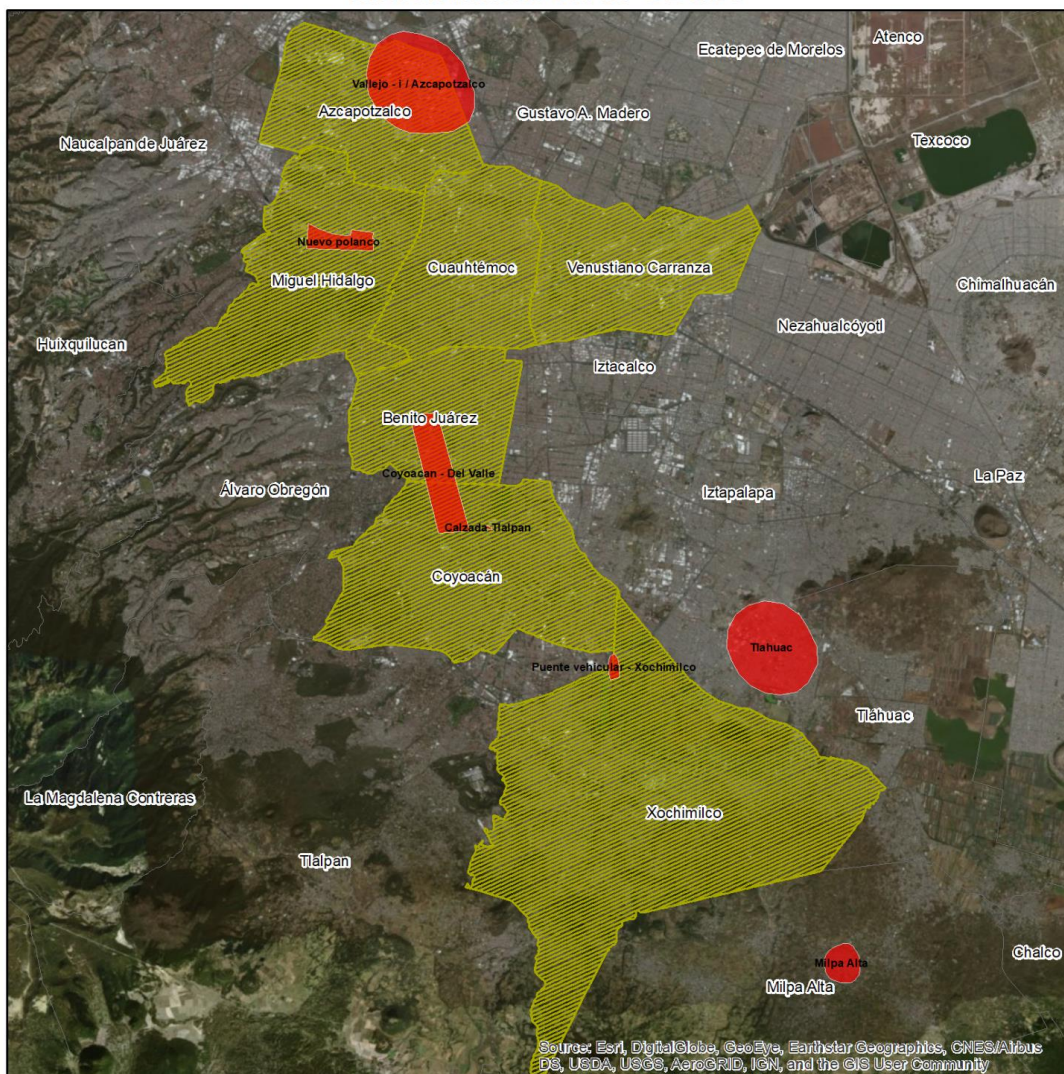 Ecatepec de Morelos
Atenco
Vallejo - I / Azcapotzalco
Azcapotzalco
Gustavo A. Madero
Naucalpan de Juárez
Texcoco
Nuevo polanco
Miguel Hidalgo
Cuauhtémoc
Venustiano Carranza
Chimalhuacán
Nezahualcóyotl
Huixquilucan
Iztacalco
Benito Juárez
Coyoacan - Del Valle
La Paz
Álvaro Obregón
Iztapalapa
Calzada Tlalpan
Coyoacán
Tlahuac
Puente vehicular - Xochimilco
Tláhuac
La Magdalena Contreras
Xochimilco
Tlalpan
Chalco
Milpa Alta
Milpa Alta
Source: Esri, DigitalGlobe, GeoEye, Earthstar Geographics, CNES/Airbus
DS, USDA, USGS, AeroGRID, IGN, and the GIS User Community